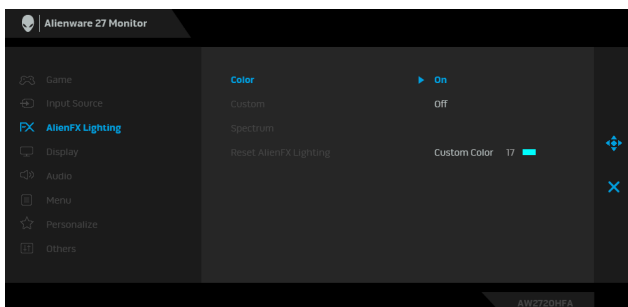 Alienware 27 Monitor
Game
Input Source
FX AlienFX Lighting
Display
Audio
Menu
Personalize
Others
Color On
Custom Off
Spectrum
Reset AlienFX Lighting Custom Color 17
AW2720HFA